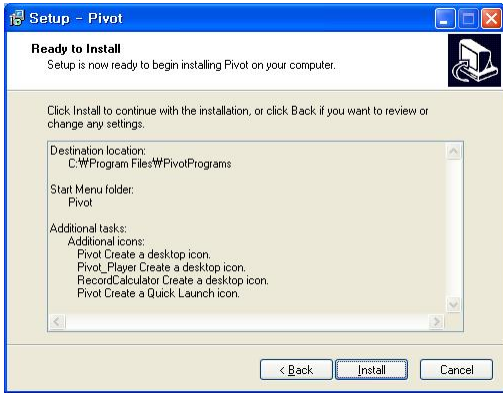 Setup - Pivot
Ready to Install
Setup is now ready to begin installing Pivot on your computer.
Click Install to continue with the installation, or click Back if you want to review or
change any settings.
Destination location:
C:₩Program Files₩PivotPrograms
Start Menu folder:
Pivot
Additional tasks:
Additional icons:
Pivot Create a desktop icon.
Pivot_Player Create a desktop icon.
RecordCalculator Create a desktop icon.
Pivot Create a Quick Launch icon.
< Back
Install
Cancel